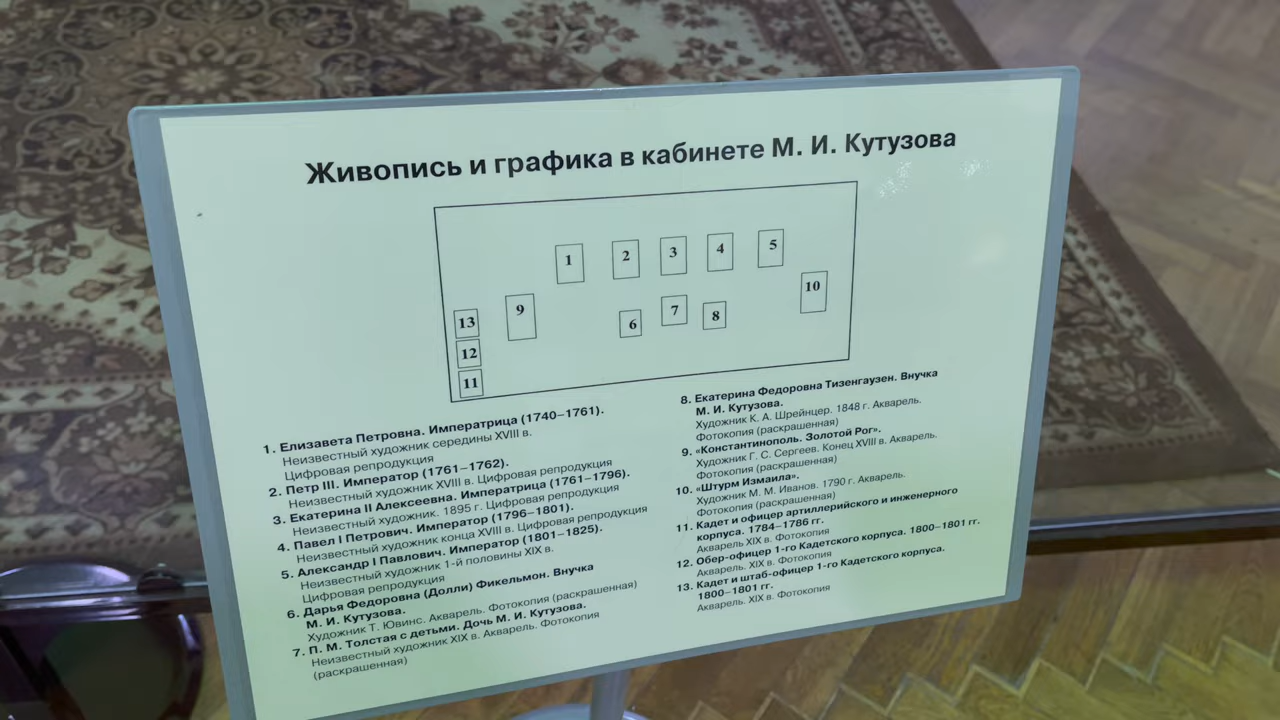 Живопись и графика в кабинете М. И. Кутузова
1
2
3
4
5
9
6
7
8
10
13
12
11
1. Елизавета Петровна. Императрица (1740–1761).
Неизвестный художник середины XVIII в.
Цифровая репродукция
2. Петр III. Император (1761–1762).
Неизвестный художник XVIII в. Цифровая репродукция
3. Екатерина II Алексеевна. Императрица (1761–1796).
Неизвестный художник. 1895 г. Цифровая репродукция
4. Павел I Петрович. Император (1796–1801).
Неизвестный художник конца XVIII в. Цифровая репродукция
5. Александр I Павлович. Император (1801–1825).
Неизвестный художник 1-й половины XIX в.
Цифровая репродукция
6. Дарья Федоровна (Долли) Фикельмон. Внучка
М. И. Кутузова.
Художник Т. Ювинс. Акварель. Фотокопия (раскрашенная)
7. П. М. Толстая с детьми. Дочь М. И. Кутузова.
Неизвестный художник XIX в. Акварель. Фотокопия
(раскрашенная)
8. Екатерина Федоровна Тизенгаузен. Внучка
М. И. Кутузова.
Художник К. А. Шрейнцер. 1848 г. Акварель.
Фотокопия (раскрашенная)
9. «Константинополь. Золотой Рог».
Художник Г. С. Сергеев. Конец XVIII в. Акварель.
Фотокопия (раскрашенная)
10. «Штурм Измаила».
Художник М. М. Иванов. 1790 г. Акварель.
Фотокопия (раскрашенная)
11. Кадет и офицер артиллерийского и инженерного
корпуса. 1784–1786 гг.
Акварель XIX в. Фотокопия
12. Обер-офицер 1-го Кадетского корпуса. 1800–1801 гг.
Акварель. XIX в. Фотокопия
13. Кадет и штаб-офицер 1-го Кадетского корпуса.
1800–1801 гг.
Акварель. XIX в. Фотокопия